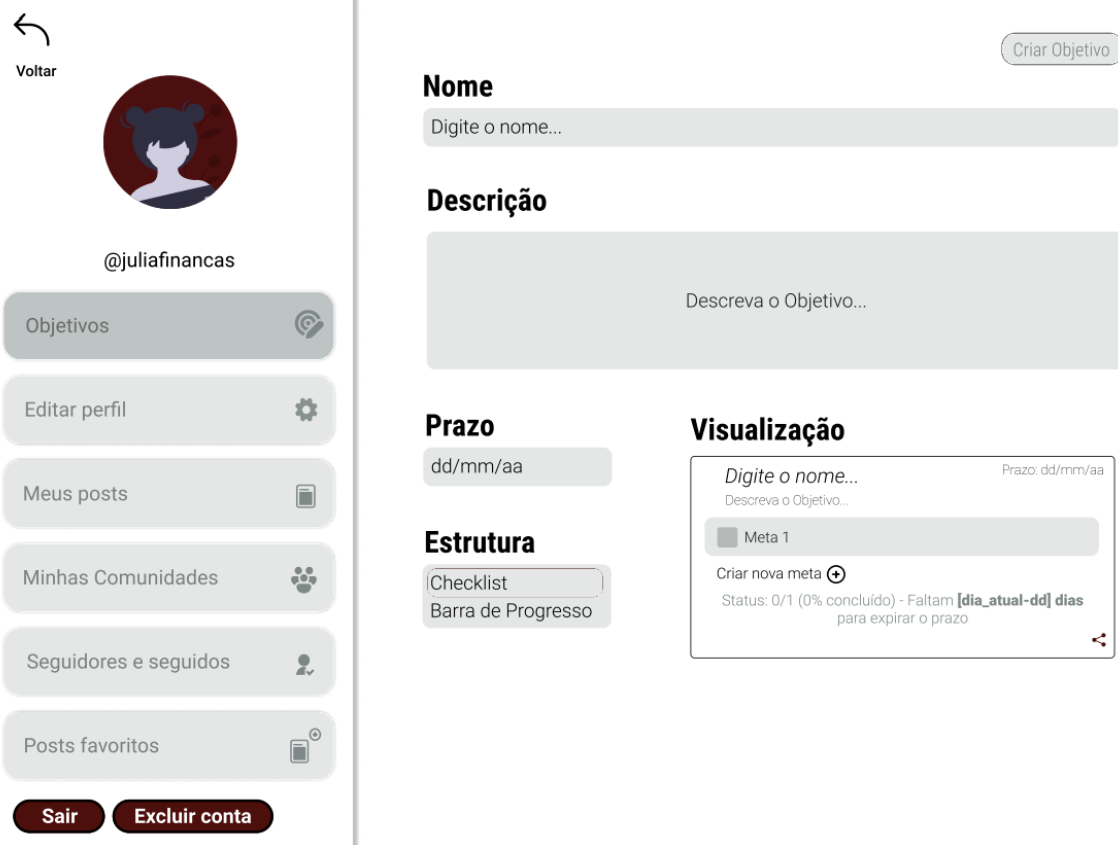 Voltar
@juliafinancas
Objetivos
Editar perfil
Meus posts
Minhas Comunidades
Seguidores e seguidos
Posts favoritos
Sair
Excluir conta
Criar Objetivo
Nome
Digite o nome...
Descrição
Descreva o Objetivo...
Prazo
dd/mm/aa
Estrutura
Checklist
Barra de Progresso
Visualização
Digite o nome...
Prazo: dd/mm/aa
Descreva o Objetivo...
Meta 1
Criar nova meta
Status: 0/1 (0% concluído) - Faltam [dia_atual-dd] dias
para expirar o prazo